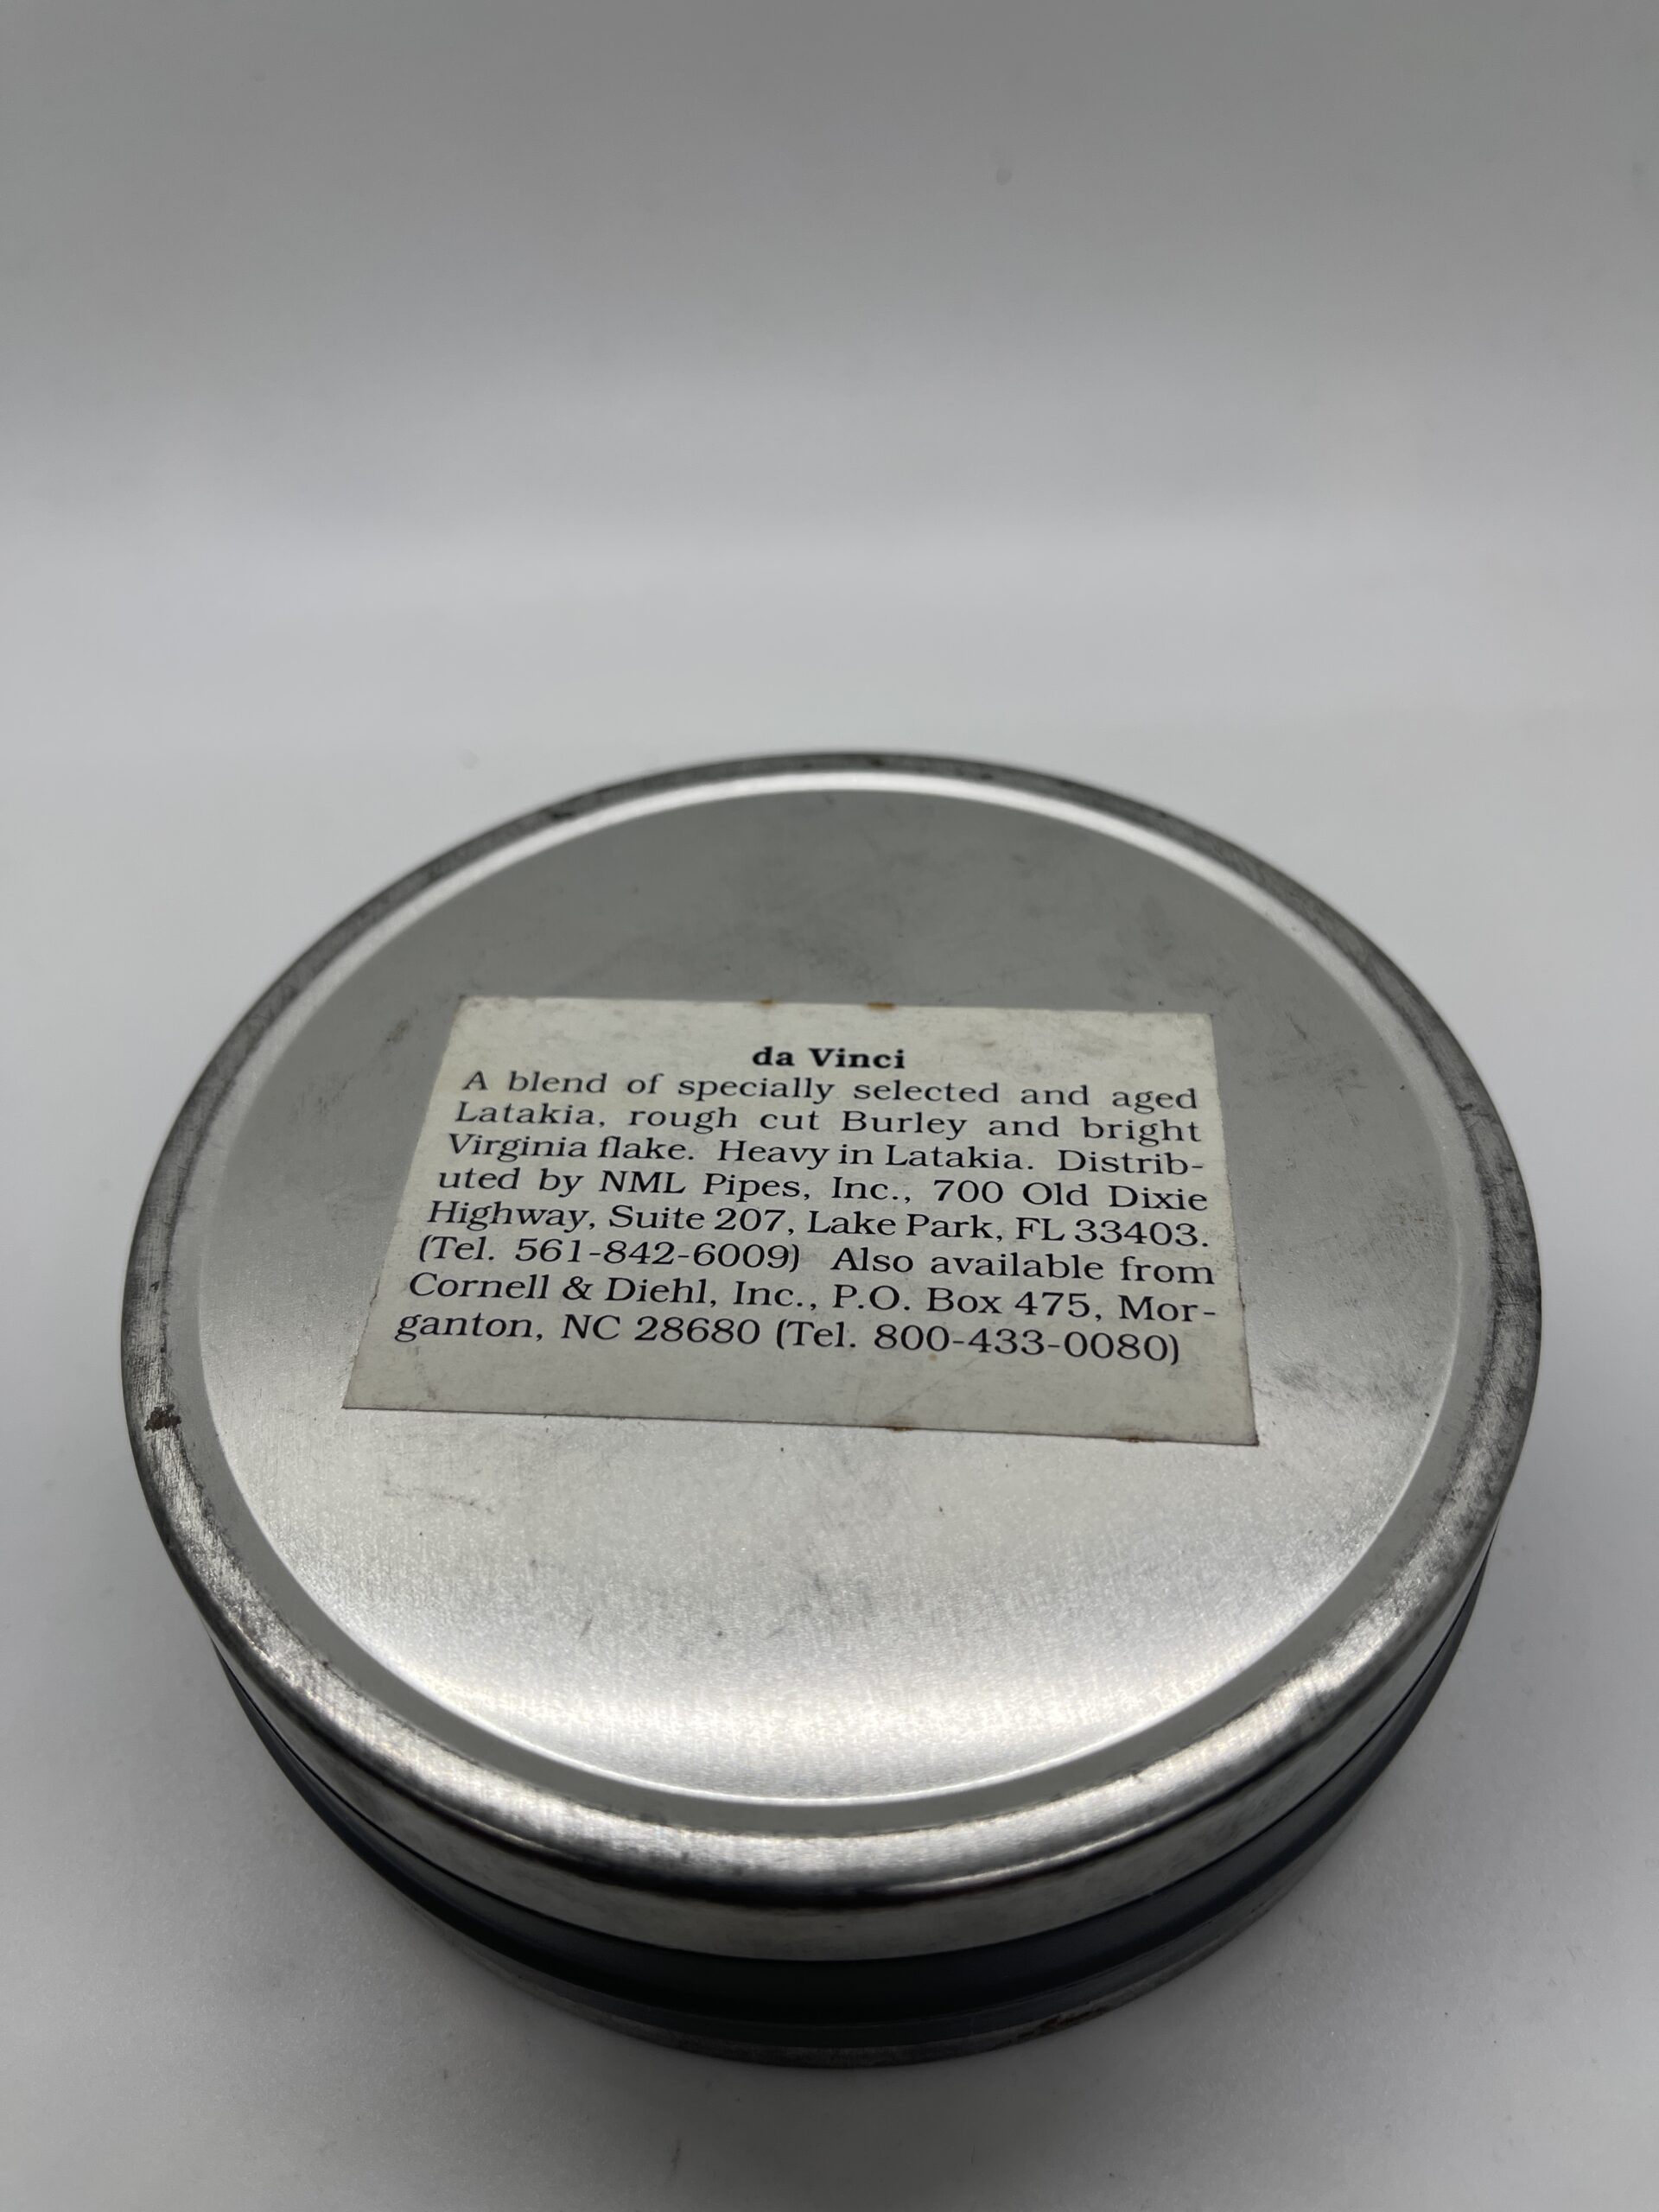 da Vinci
A blend of specially selected and aged
Latakia, rough cut Burley and bright
Virginia flake. Heavy in Latakia. Distrib-
uted by NML Pipes, Inc., 700 Old Dixie
Highway, Suite 207, Lake Park, FL 33403.
(Tel. 561-842-6009) Also available from
Cornell & Diehl, Inc., P.O. Box 475, Mor-
ganton, NC 28680 (Tel. 800-433-0080)